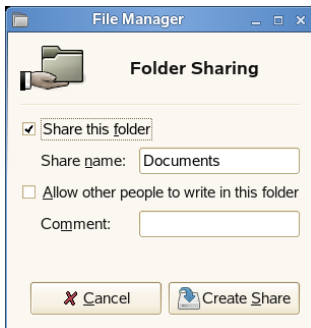 File Manager
Folder Sharing
Share this folder
Share name: Documents
Allow other people to write in this folder
Comment:
Cancel Create Share